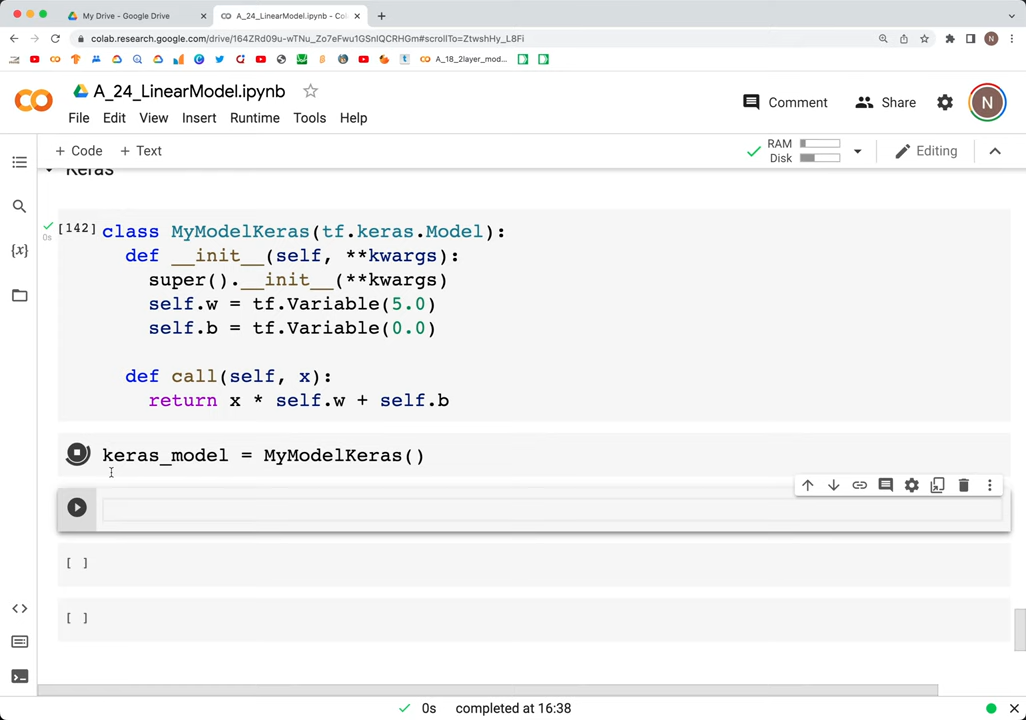 My Drive - Google Drive
A_24_LinearModel.ipynb - Col
colab.research.google.com/drive/164ZRd09u-wTNu_Zo7eFwu1GSnlQCRHGm#scrollTo=ZtwshHy_L8Fi
A_18_2layer_mod...
A_24_LinearModel.ipynb
File Edit View Insert Runtime Tools Help
Comment
Share
N
+ Code + Text
RAM
Disk
Editing
Keras
[142]
0s
class MyModelKeras(tf.keras.Model):
def __init__(self, **kwargs):
super().__init__(**kwargs)
self.w = tf.Variable(5.0)
self.b = tf.Variable(0.0)
def call(self, x):
return x * self.w + self.b
keras_model = MyModelKeras()
[ ]
[ ]
0s completed at 16:38